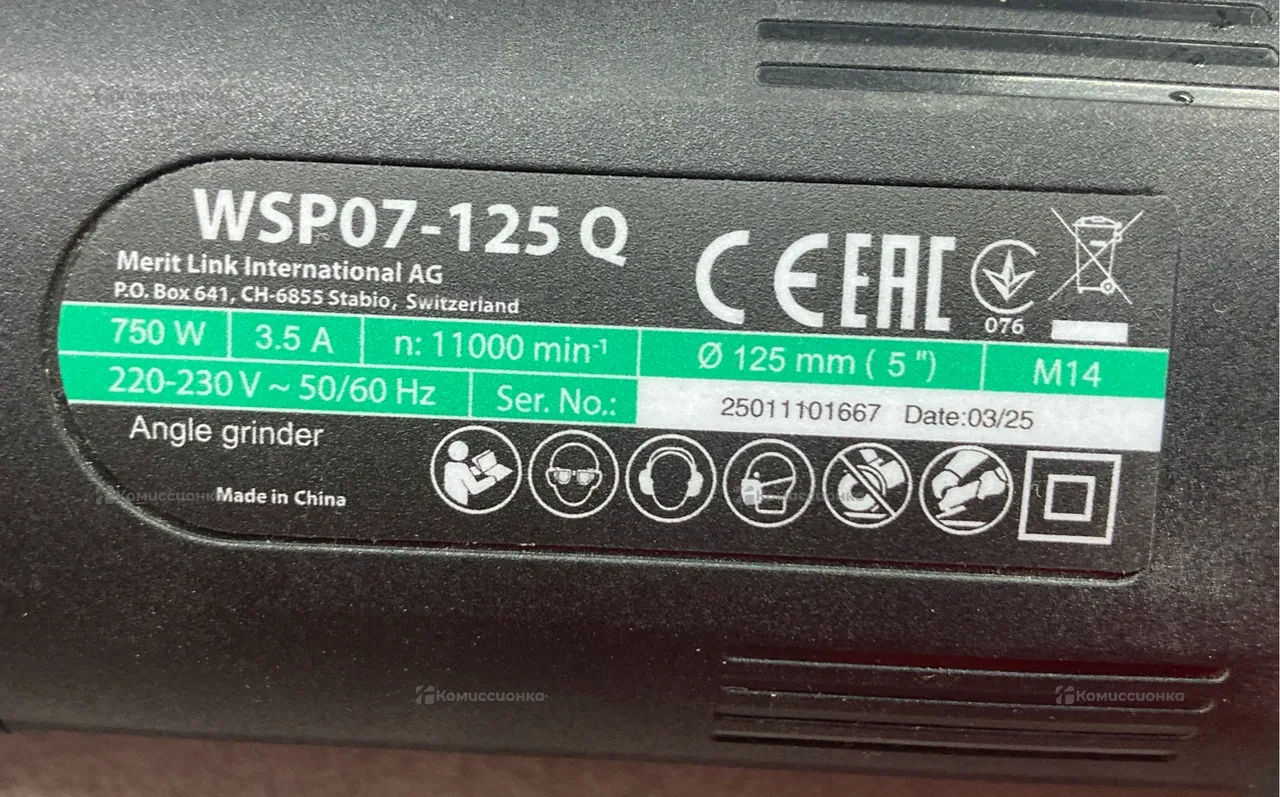 WSP07-125 Q
Merit Link International AG
P.O. Box 641, CH-6855 Stabio, Switzerland
CE EAC
076
750 W 3.5 A n: 11000 min⁻¹ Ø 125 mm ( 5 ") M14
220-230 V ~ 50/60 Hz Ser. No.: 25011101667 Date:03/25
Angle grinder
Made in China
Комиссионка
Комиссионка
Комиссионка
Комиссионка